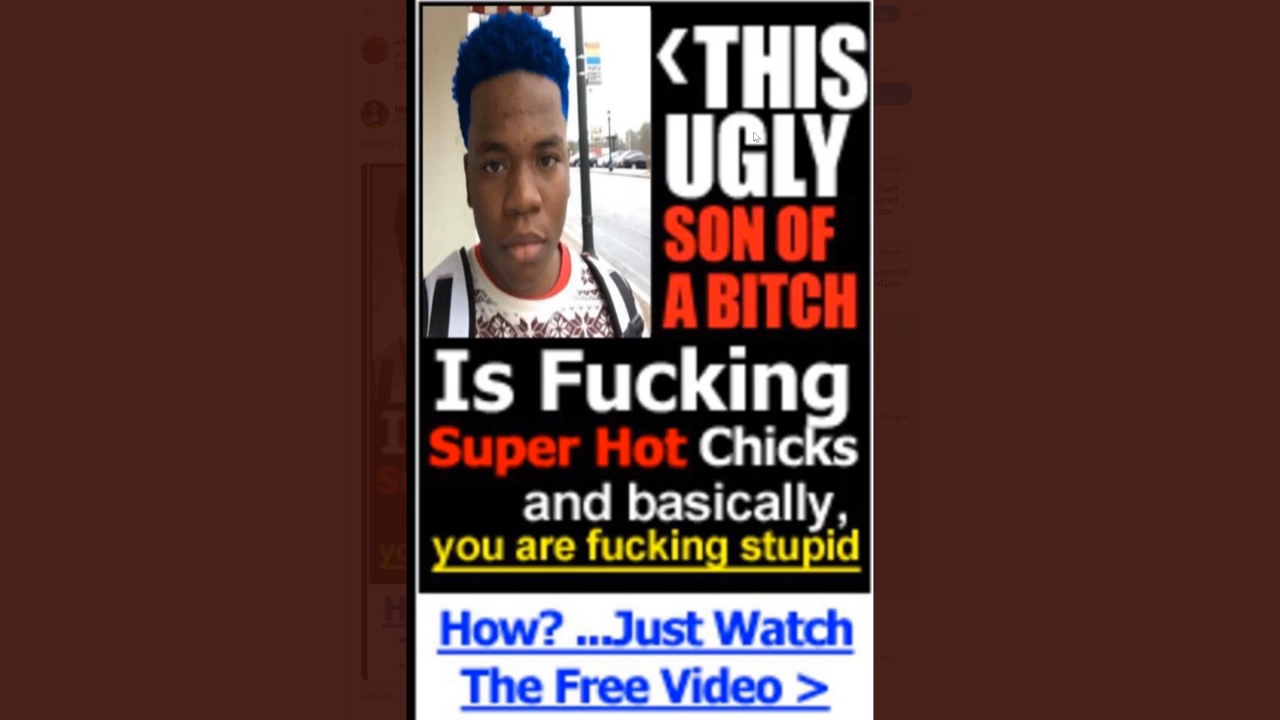 ‹THIS
UGLY
SON OF
A BITCH
Is Fucking
Super Hot Chicks
and basically,
you are fucking stupid
How? ...Just Watch
The Free Video >